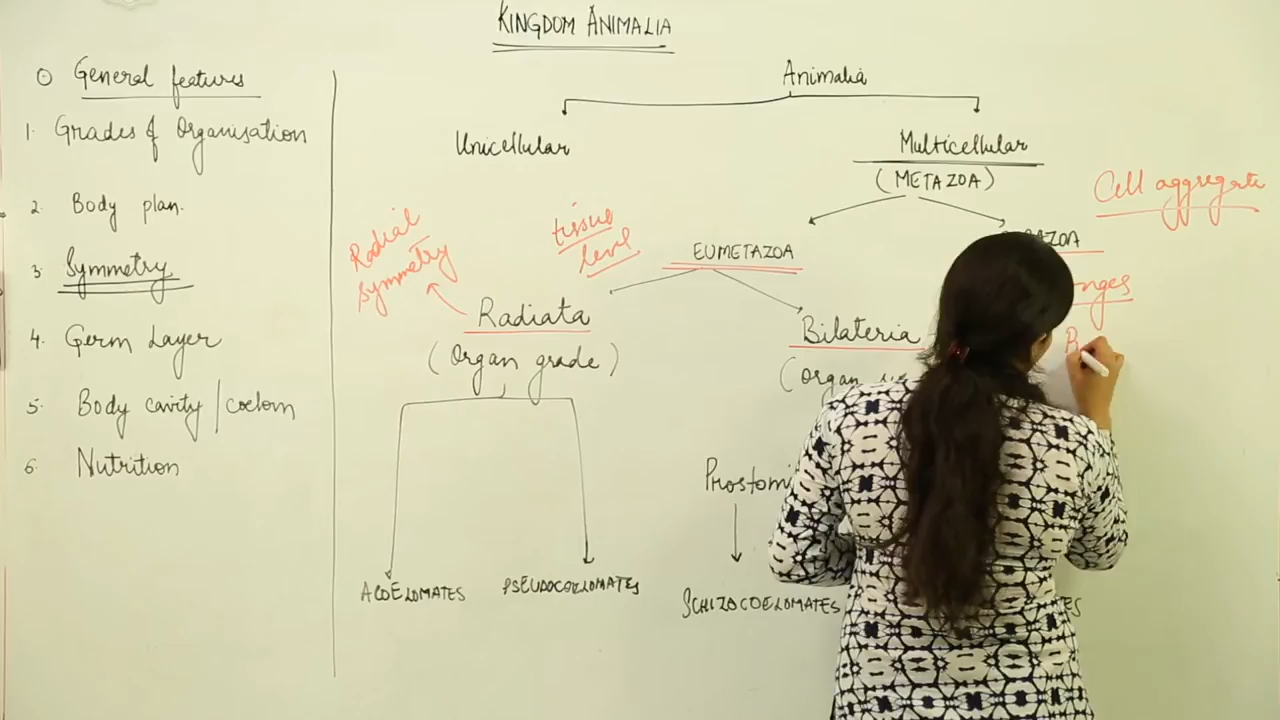 KINGDOM ANIMALIA
⊙ General features
1. Grades of Organisation
2. Body plan.
3. Symmetry
4. Germ Layer
5. Body cavity / coelom
6. Nutrition
Animalia
Unicellular
Multicellular
(METAZOA)
Cell aggregate
EUMETAZOA
tissue
level
Radial
symmetry
Radiata
(Organ grade)
Bilateria
(Organ
ACOELOMATES
PSEUDOCOELOMATES
SCHIZOCOELOMATES